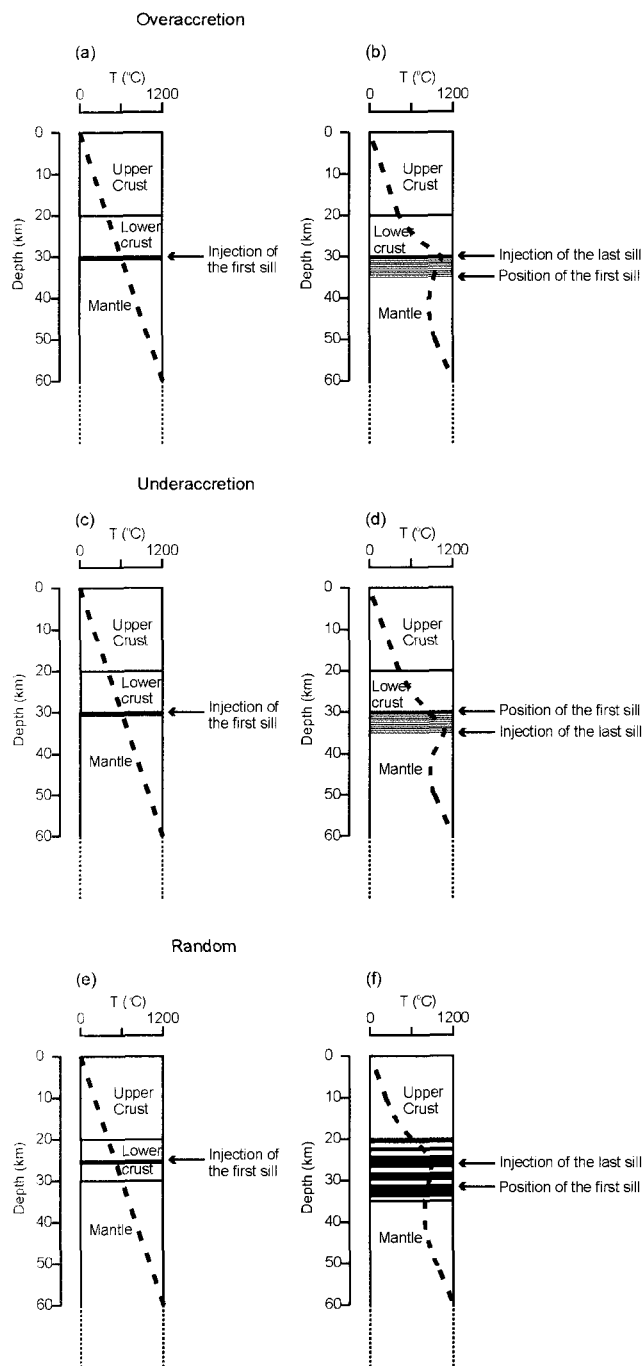 Overaccretion
(a)
(b)
T (°C)
T (°C)
0 1200
0 1200
0
10
20
30
40
50
60
Depth (km)
Upper
Crust
Lower
crust
Mantle
Injection of
the first sill
0
10
20
30
40
50
60
Depth (km)
Upper
Crust
Lower
crust
Mantle
Injection of the last sill
Position of the first sill
Underaccretion
(c)
(d)
T (°C)
T (°C)
0 1200
0 1200
0
10
20
30
40
50
60
Depth (km)
Upper
Crust
Lower
crust
Mantle
Injection of
the first sill
0
10
20
30
40
50
60
Depth (km)
Upper
Crust
Lower
crust
Mantle
Position of the first sill
Injection of the last sill
Random
(e)
(f)
T (°C)
T (°C)
0 1200
0 1200
0
10
20
30
40
50
60
Depth (km)
Upper
Crust
Lower
crust
Mantle
Injection of
the first sill
0
10
20
30
40
50
60
Depth (km)
Upper
Crust
Mantle
Injection of the last sill
Position of the first sill